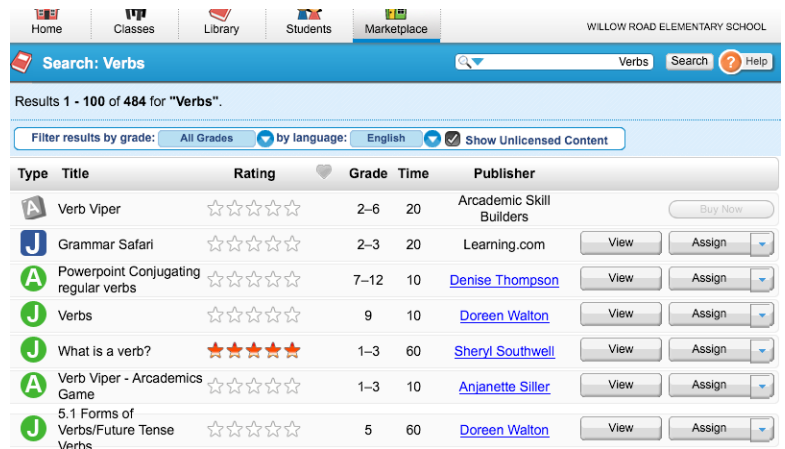 Home Classes Library Students Marketplace WILLOW ROAD ELEMENTARY SCHOOL
Search: Verbs Verbs Search ? Help
Results 1 - 100 of 484 for "Verbs".
Filter results by grade: All Grades by language: English Show Unlicensed Content
Type Title Rating Grade Time Publisher
A Verb Viper 2–6 20 Arcademic Skill
Builders Buy Now
J Grammar Safari 2–3 20 Learning.com View Assign
A Powerpoint Conjugating
regular verbs 7–12 10 Denise Thompson View Assign
J Verbs 9 10 Doreen Walton View Assign
J What is a verb? 1–3 60 Sheryl Southwell View Assign
A Verb Viper - Arcademics
Game 1–3 10 Anjanette Siller View Assign
5.1 Forms of
J Verbs/Future Tense 5 60 Doreen Walton View Assign
Verbs